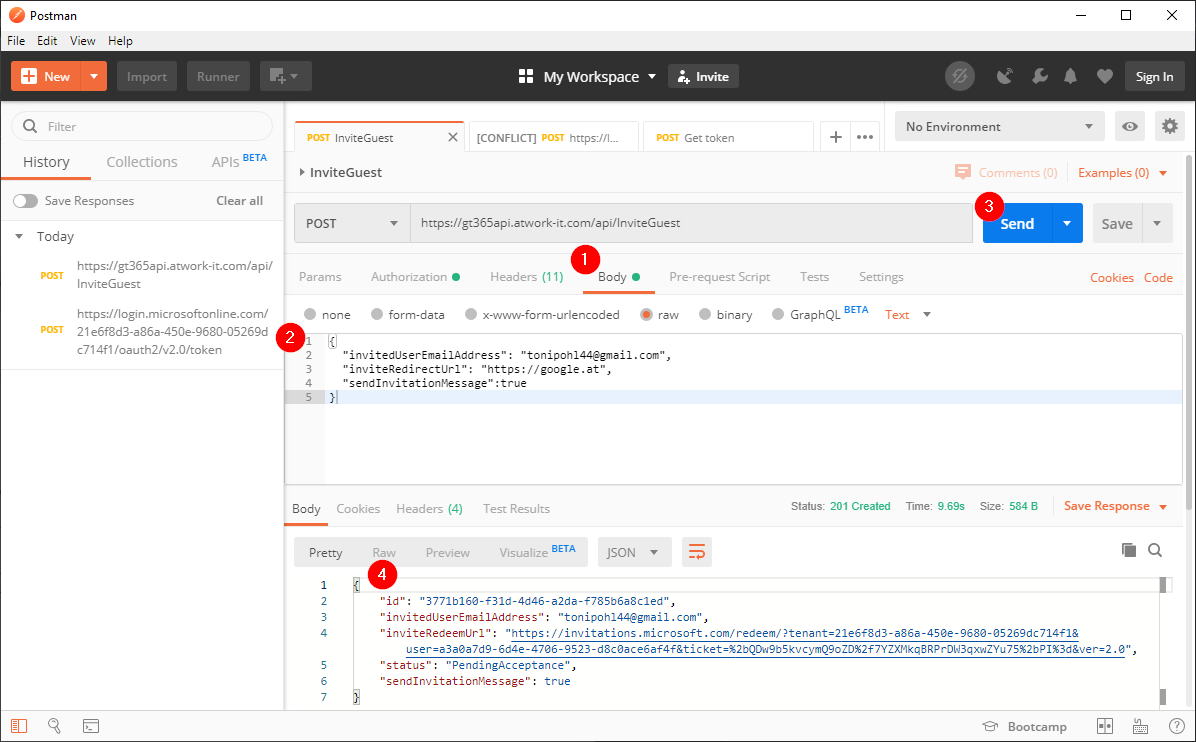 Postman
File Edit View Help
New Import Runner My Workspace Invite Sign In
Filter
History Collections APIs BETA
Save Responses Clear all
Today
POST https://gt365api.atwork-it.com/api/
InviteGuest
POST https://login.microsoftonline.com/
21e6f8d3-a86a-450e-9680-05269d
c714f1/oauth2/v2.0/token
POST InviteGuest [CONFLICT] POST https://l... POST Get token
No Environment
InviteGuest Comments (0) Examples (0)
POST https://gt365api.atwork-it.com/api/InviteGuest 3 Send Save
1
Params Authorization Headers (11) Body Pre-request Script Tests Settings Cookies Code
none form-data x-www-form-urlencoded raw binary GraphQL BETA Text
2
1 {
2 "invitedUserEmailAddress": "tonipohl44@gmail.com",
3 "inviteRedirectUrl": "https://google.at",
4 "sendInvitationMessage":true
5 }
Body Cookies Headers (4) Test Results Status: 201 Created Time: 9.69s Size: 584 B Save Response
Pretty Raw Preview Visualize BETA JSON
4
1 {
2 "id": "3771b160-f31d-4d46-a2da-f785b6a8c1ed",
3 "invitedUserEmailAddress": "tonipohl44@gmail.com",
4 "inviteRedeemUrl": "https://invitations.microsoft.com/redeem/?tenant=21e6f8d3-a86a-450e-9680-05269dc714f1&
user=a3a0a7d9-6d4e-4706-9523-d8c0ace6af4f&ticket=%2bQDw9b5kvcymQ9oZD%2f7YZXMkqBRPrDW3qxwZYu75%2bPI%3d&ver=2.0",
5 "status": "PendingAcceptance",
6 "sendInvitationMessage": true
7 }
Bootcamp